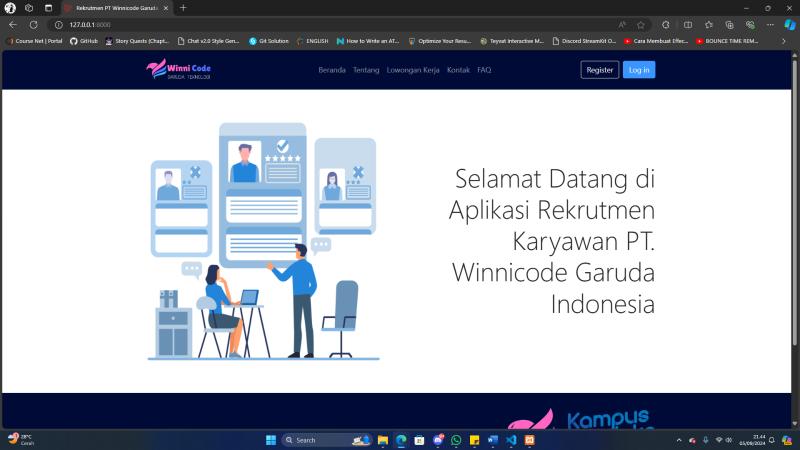 Rekrutmen PT Winnicode Garuda
127.0.0.1:8000
Course Net | Portal
GitHub
Story Quests (Chapt...
Chat v2.0 Style Gen...
Git Solution
ENGLISH
How to Write an AT...
Optimize Your Resu...
Teyvat Interactive M...
Discord StreamKit O...
Cara Membuat Efec...
BOUNCE TIME REM...
Winni Code
GARUDA TEKNOLOGI
Beranda
Tentang
Lowongan Kerja
Kontak
FAQ
Register
Log in
Selamat Datang di
Aplikasi Rekrutmen
Karyawan PT.
Winnicode Garuda
Indonesia
Kampus
28°C
Cerah
Search
21.44
05/09/2024